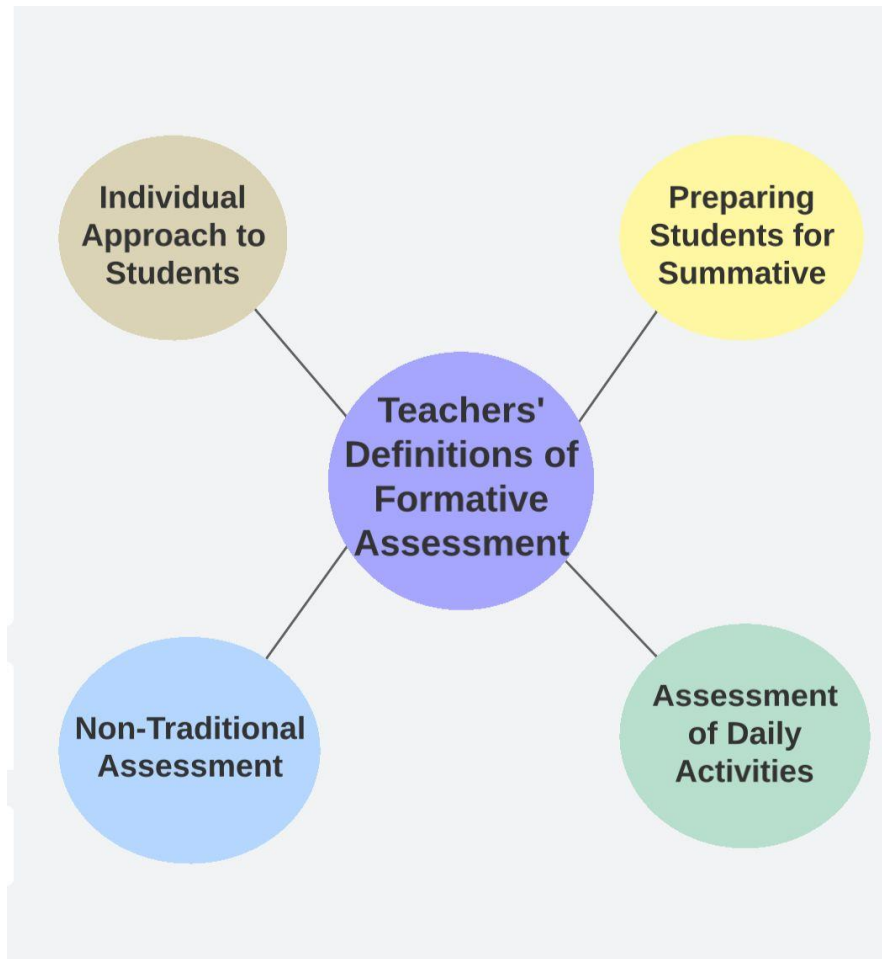 Individual
Approach to
Students
Preparing
Students for
Summative
Teachers'
Definitions of
Formative
Assessment
Non-Traditional
Assessment
Assessment
of Daily
Activities